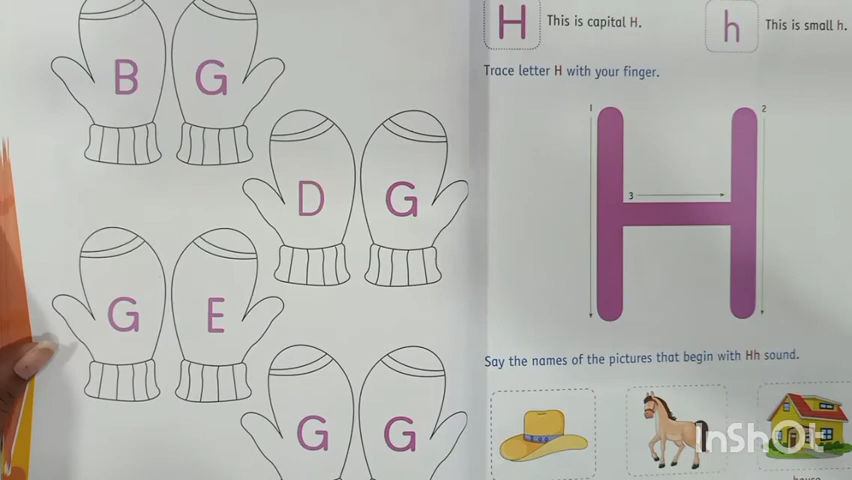 B G
D G
G E
G G
H This is capital H.
h This is small h.
Trace letter H with your finger.
1 2
3
H
Say the names of the pictures that begin with Hh sound.
InShOt
house